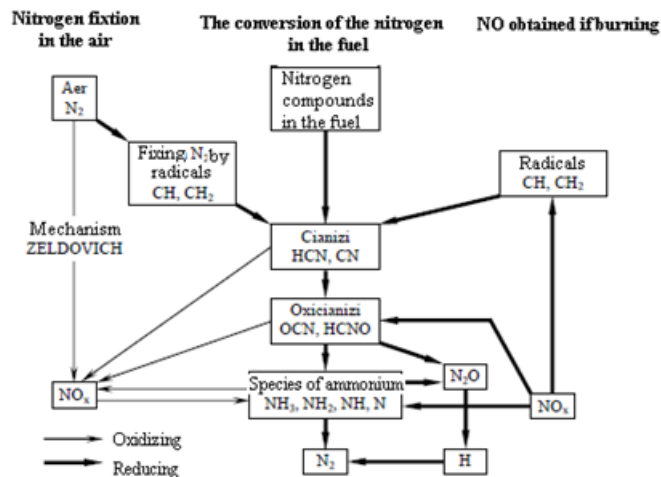 Nitrogen fixtion
in the air
The conversion of the nitrogen
in the fuel
NO obtained if burning
Aer
N₂
Nitrogen
compounds
in the fuel
Fixing N₂ by
radicals
CH, CH₂
Radicals
CH, CH₂
Mechanism
ZELDOVICH
Cianizi
HCN, CN
Oxicianizi
OCN, HCNO
N₂O
Species of ammonium
NH₃, NH₂, NH, N
NOₓ
NOₓ
Oxidizing
Reducing
N₂
H